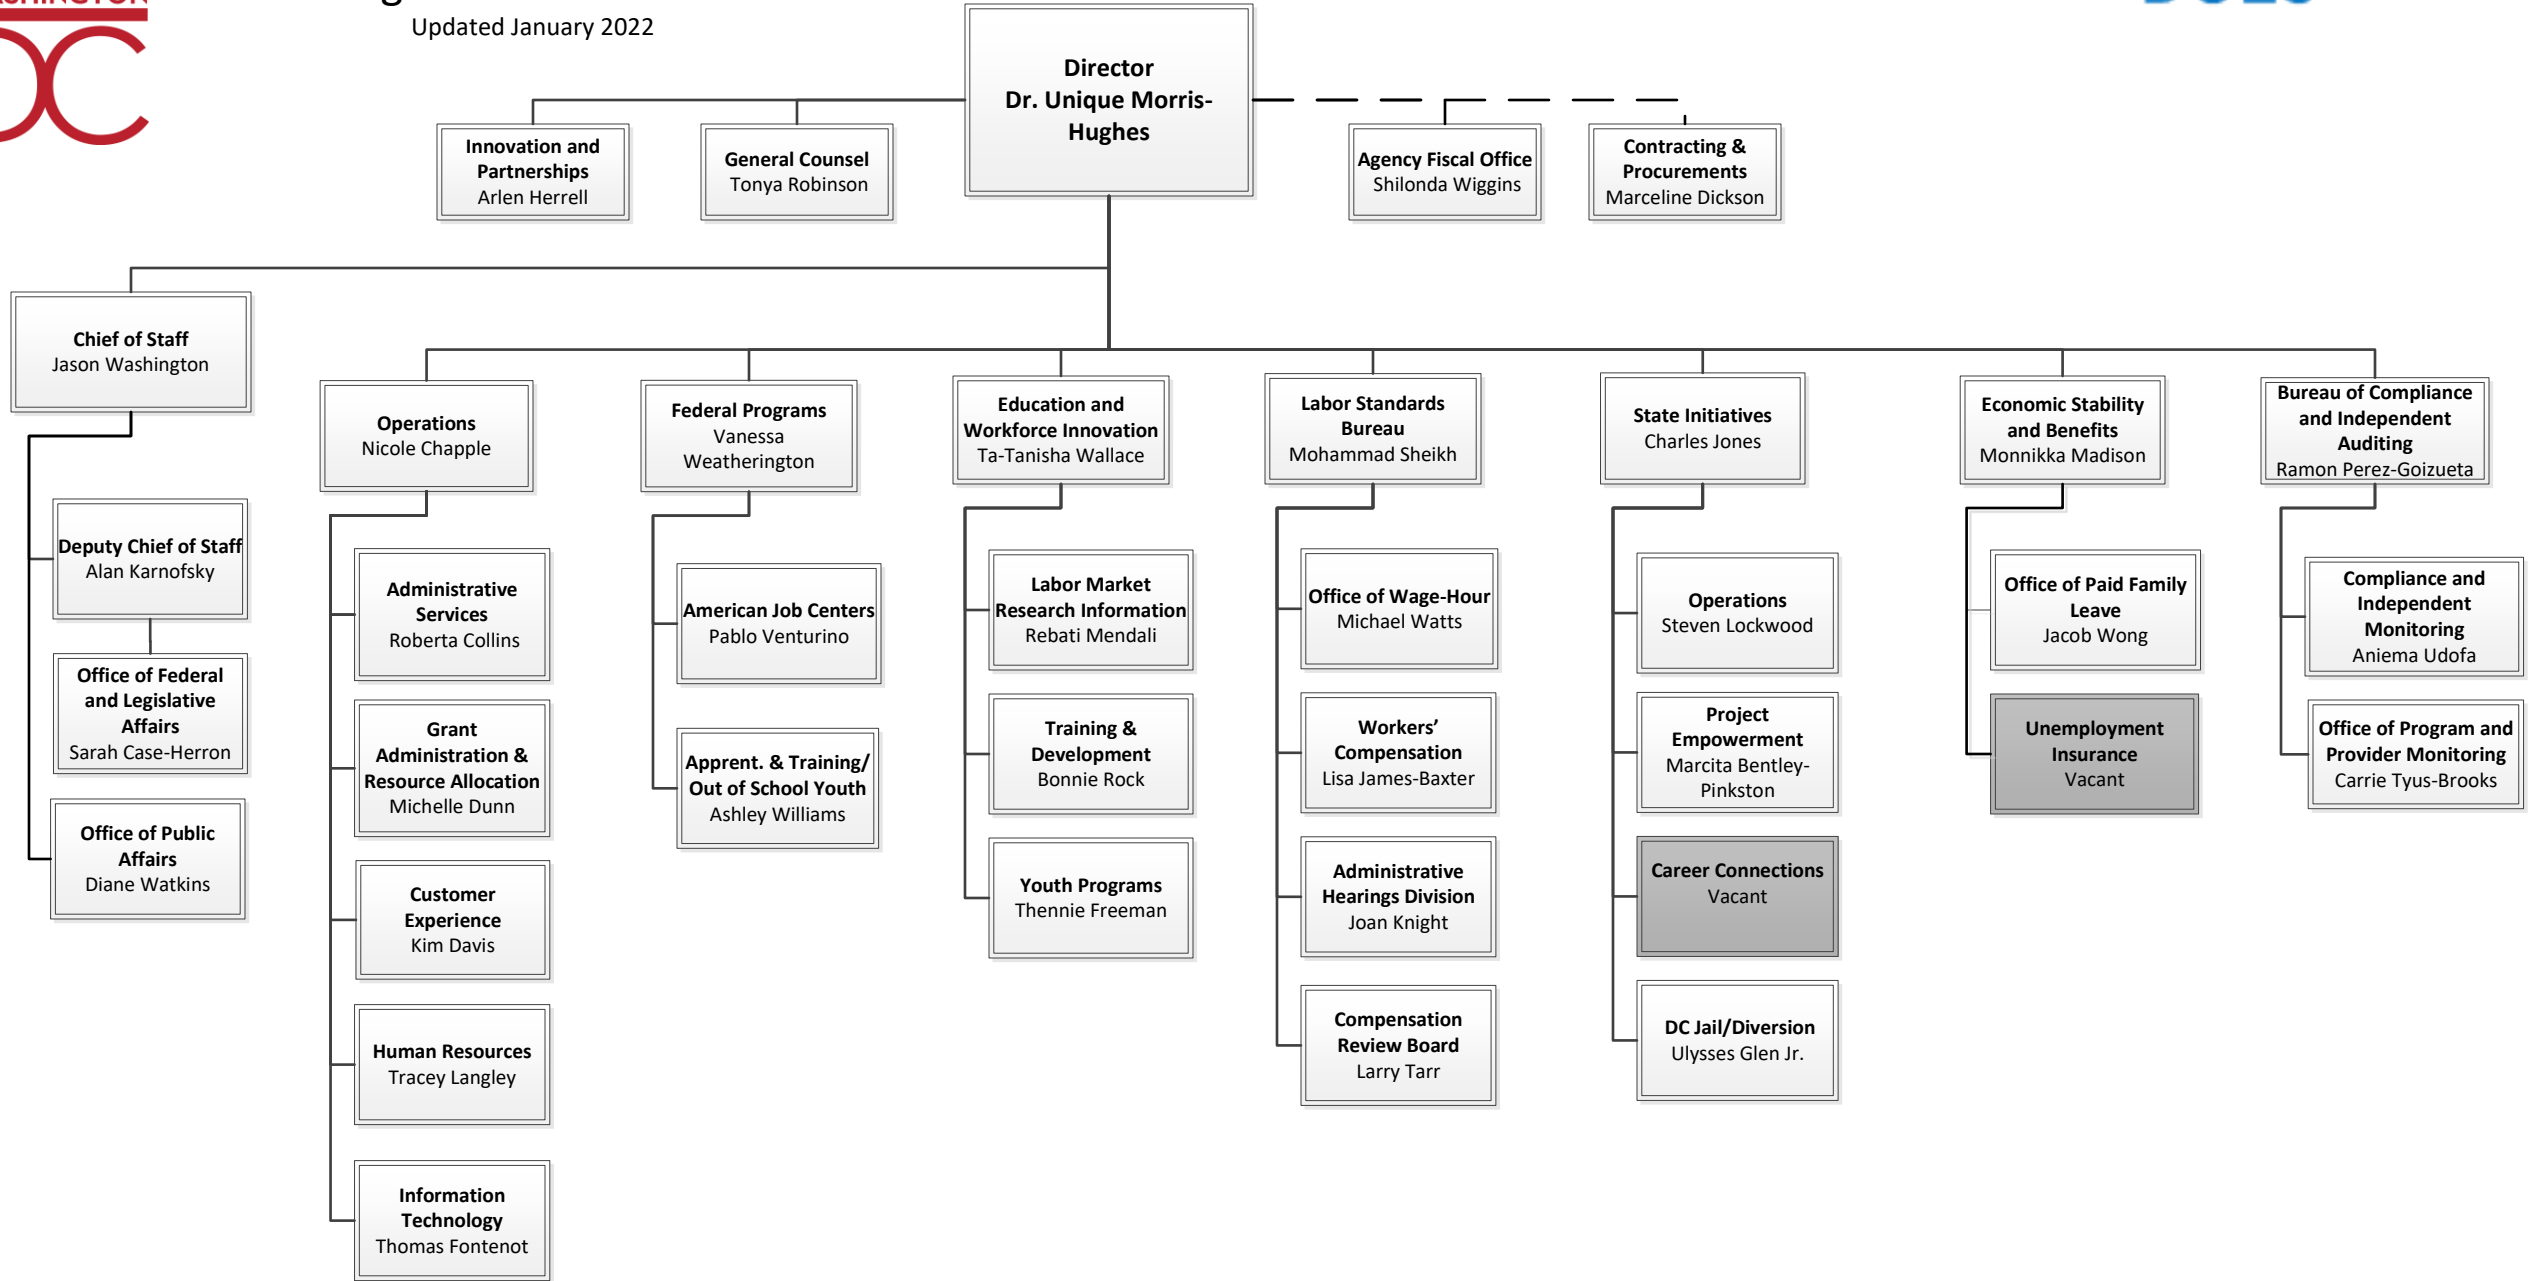 Updated January 2022
Director
Dr. Unique Morris-
Hughes
Innovation and
Partnerships
Arlen Herrell
General Counsel
Tonya Robinson
Agency Fiscal Office
Shilonda Wiggins
Contracting &
Procurements
Marceline Dickson
Chief of Staff
Jason Washington
Operations
Nicole Chapple
Federal Programs
Vanessa
Weatherington
Education and
Workforce Innovation
Ta-Tanisha Wallace
Labor Standards
Bureau
Mohammad Sheikh
State Initiatives
Charles Jones
Economic Stability
and Benefits
Monnikka Madison
Bureau of Compliance
and Independent
Auditing
Ramon Perez-Goizueta
Deputy Chief of Staff
Alan Karnofsky
Office of Federal
and Legislative
Affairs
Sarah Case-Herron
Office of Public
Affairs
Diane Watkins
Administrative
Services
Roberta Collins
Grant
Administration &
Resource Allocation
Michelle Dunn
Customer
Experience
Kim Davis
Human Resources
Tracey Langley
Information
Technology
Thomas Fontenot
American Job Centers
Pablo Venturino
Apprent. & Training/
Out of School Youth
Ashley Williams
Labor Market
Research Information
Rebati Mendali
Training &
Development
Bonnie Rock
Youth Programs
Thennie Freeman
Office of Wage-Hour
Michael Watts
Workers’
Compensation
Lisa James-Baxter
Administrative
Hearings Division
Joan Knight
Compensation
Review Board
Larry Tarr
Operations
Steven Lockwood
Project
Empowerment
Marcita Bentley-
Pinkston
Career Connections
Vacant
DC Jail/Diversion
Ulysses Glen Jr.
Office of Paid Family
Leave
Jacob Wong
Unemployment
Insurance
Vacant
Compliance and
Independent
Monitoring
Aniema Udofa
Office of Program and
Provider Monitoring
Carrie Tyus-Brooks